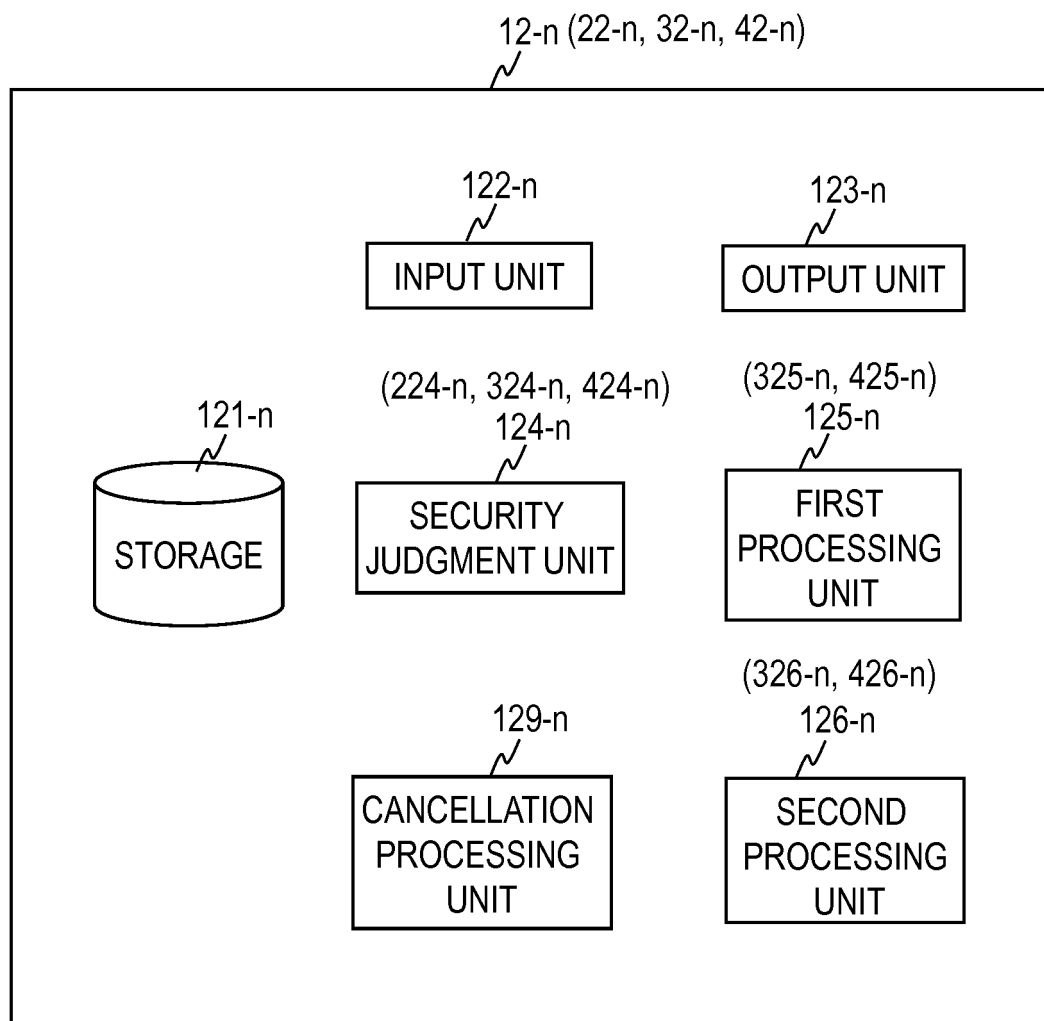 12-n (22-n, 32-n, 42-n)
122-n
INPUT UNIT
123-n
OUTPUT UNIT
121-n
STORAGE
(224-n, 324-n, 424-n)
124-n
SECURITY
JUDGMENT UNIT
(325-n, 425-n)
125-n
FIRST
PROCESSING
UNIT
129-n
CANCELLATION
PROCESSING
UNIT
(326-n, 426-n)
126-n
SECOND
PROCESSING
UNIT